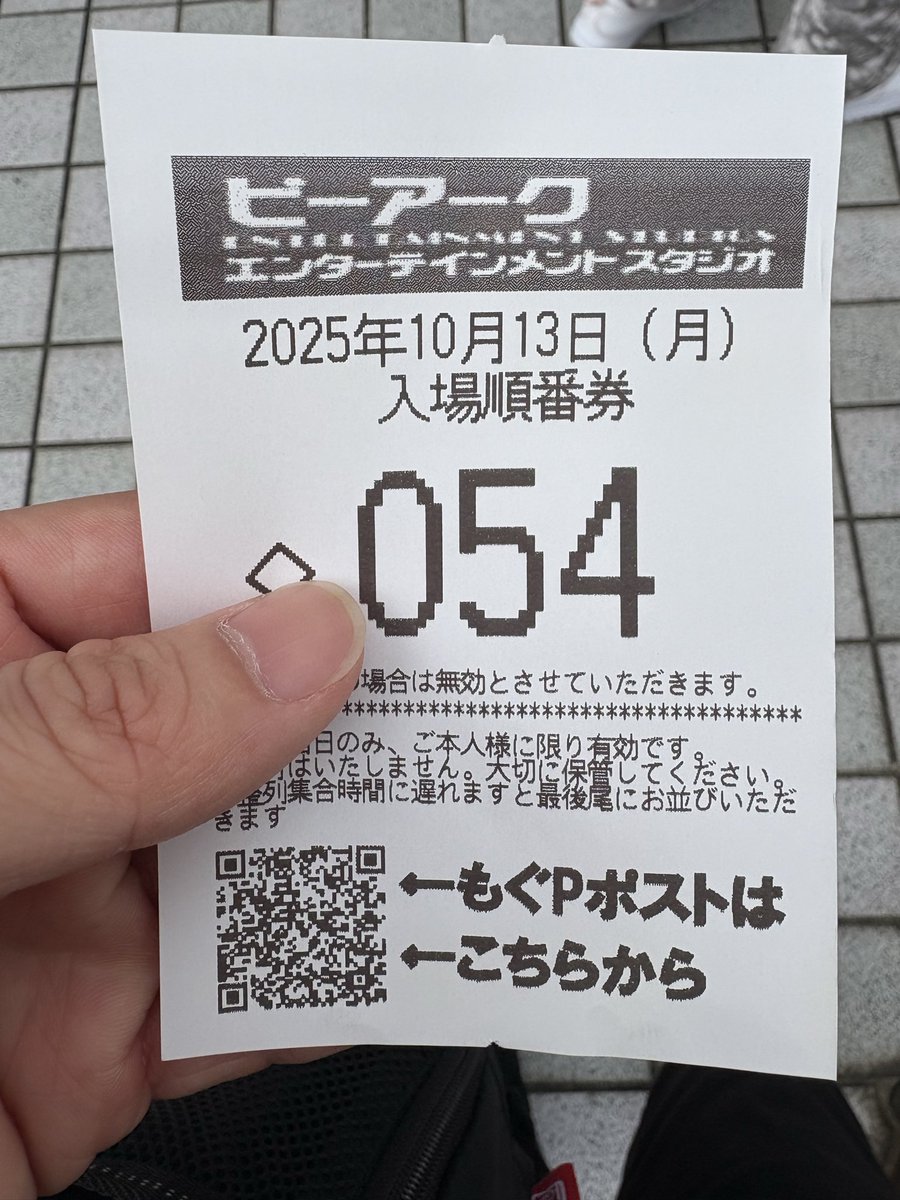 ピーアーク
エンターテインメントスタジオ
2025年10月13日（月）
入場順番券
◇054
場合は無効とさせていただきます。
****************************************
日のみ、ご本人様に限り有効です。
はいたしません。大切に保管してください。
整列集合時間に遅れますと最後尾にお並びいただ
きます
←もぐPポストは
←こちらから